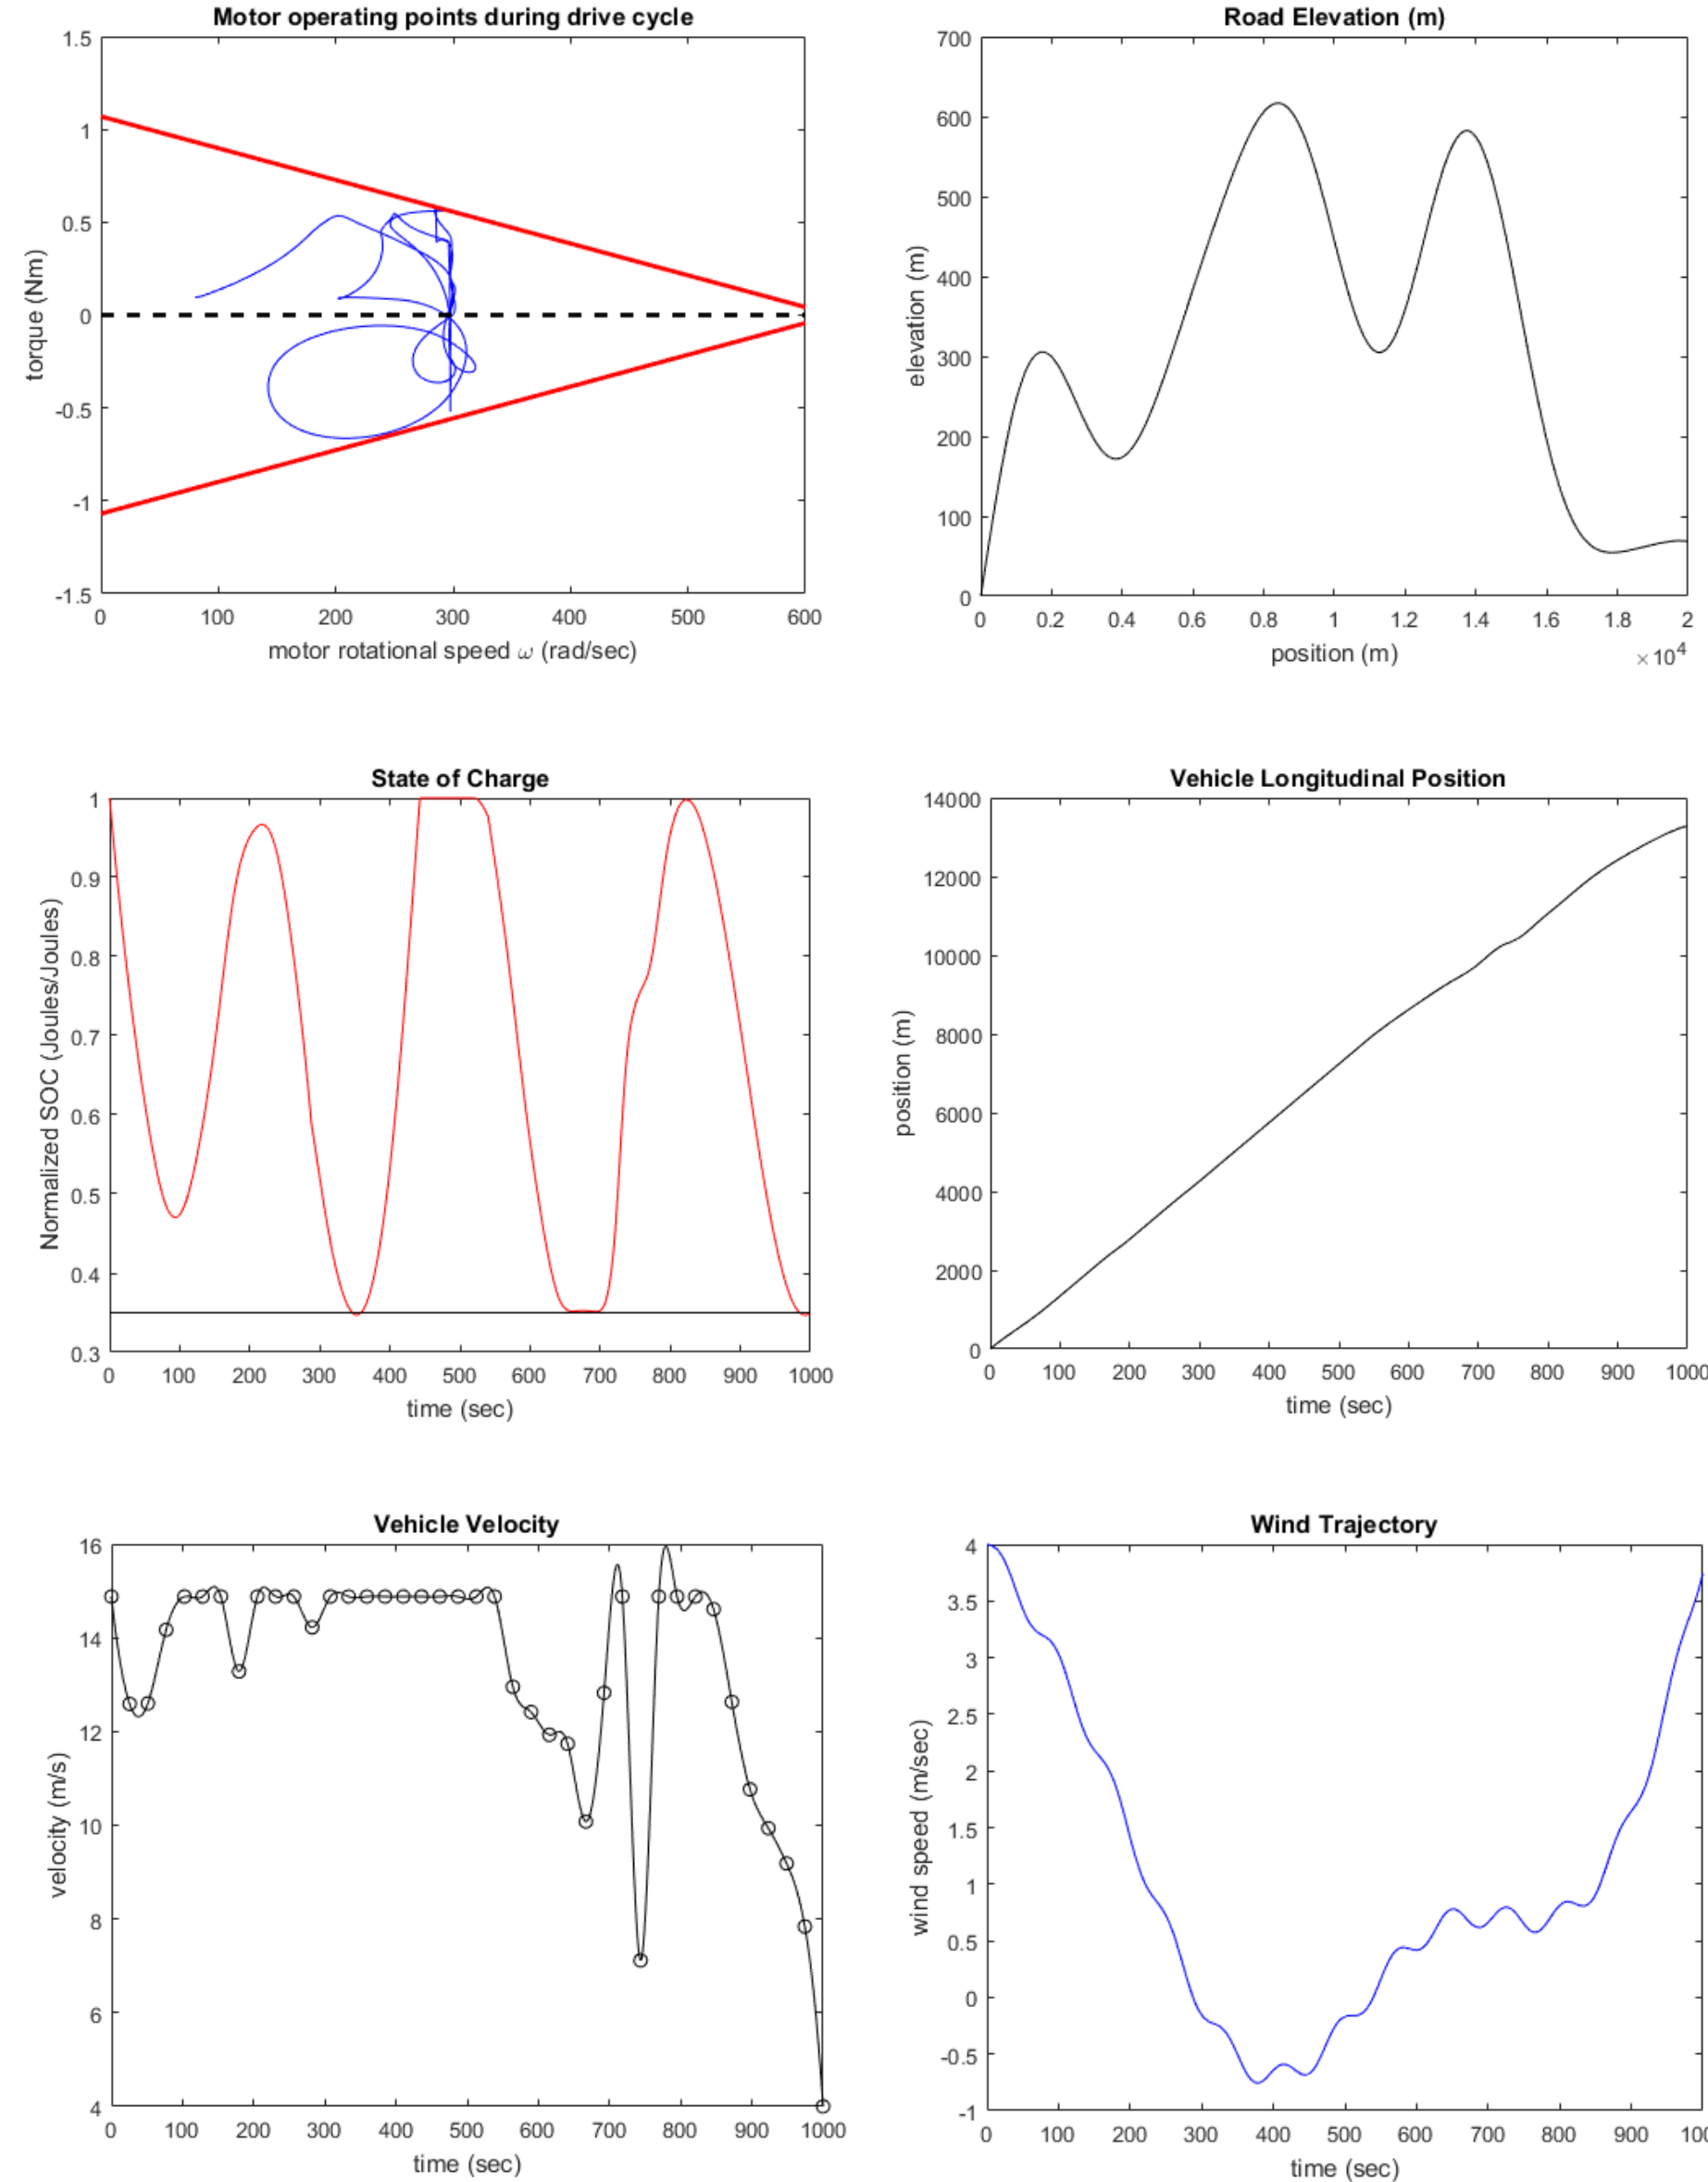 Motor operating points during drive cycle
1.5
1
0.5
0
-0.5
-1
-1.5
torque (Nm)
0 100 200 300 400 500 600
motor rotational speed ω (rad/sec)
Road Elevation (m)
700
600
500
400
300
200
100
0
elevation (m)
0 0.2 0.4 0.6 0.8 1 1.2 1.4 1.6 1.8 2
position (m)
×10⁴
State of Charge
1
0.9
0.8
0.7
0.6
0.5
0.4
0.3
Normalized SOC (Joules/Joules)
0 100 200 300 400 500 600 700 800 900 1000
time (sec)
Vehicle Longitudinal Position
14000
12000
10000
8000
6000
4000
2000
0
position (m)
0 100 200 300 400 500 600 700 800 900 1000
time (sec)
Vehicle Velocity
16
14
12
10
8
6
4
velocity (m/s)
0 100 200 300 400 500 600 700 800 900 1000
time (sec)
Wind Trajectory
4
3.5
3
2.5
2
1.5
1
0.5
0
-0.5
-1
wind speed (m/sec)
0 100 200 300 400 500 600 700 800 900 100
time (sec)